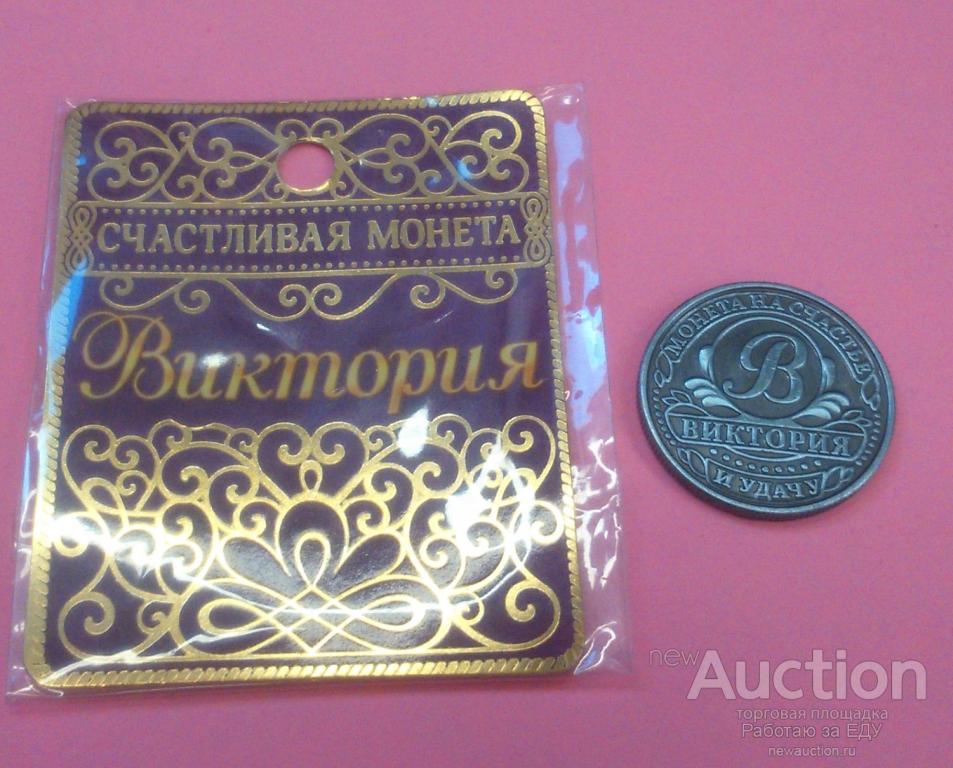 СЧАСТЛИВАЯ МОНЕТА
Виктория
МОНЕТА НА СЧАСТЬЕ
В
ВИКТОРИЯ
И УДАЧУ
newAuction
торговая площадка
Работаю за ЕДУ
newauction.ru